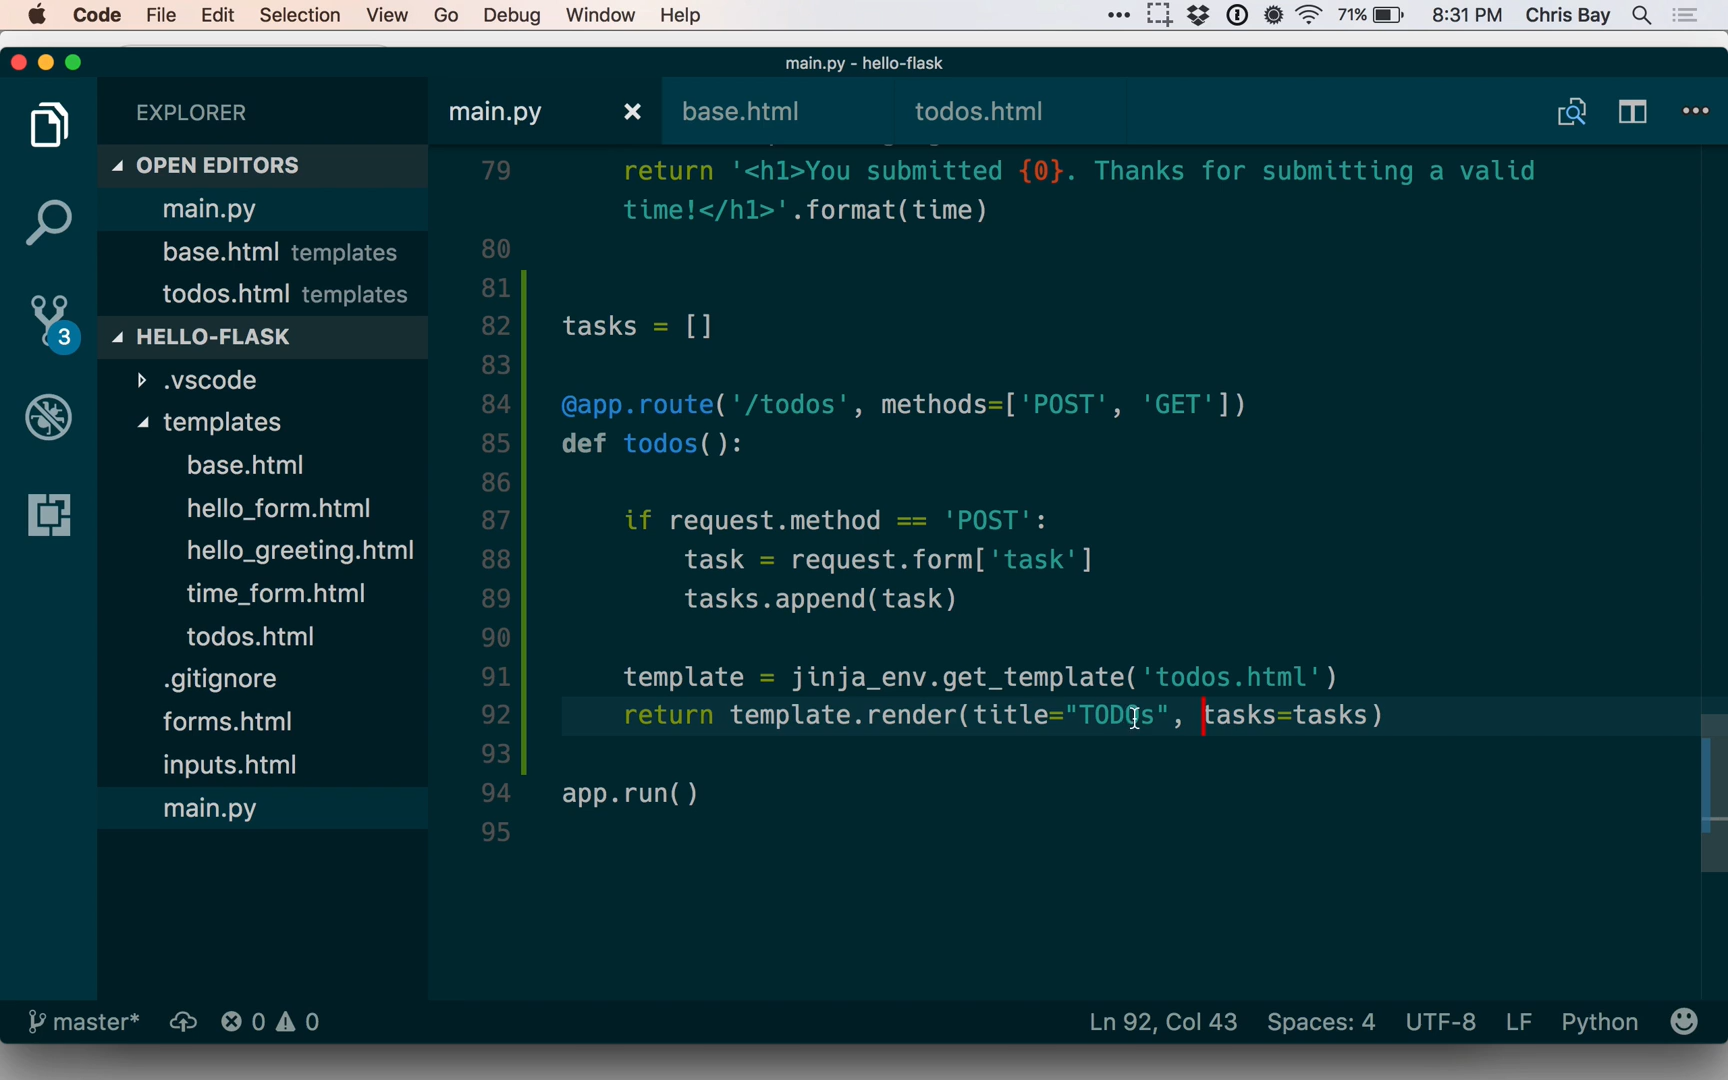 Code File Edit Selection View Go Debug Window Help 71% 8:31 PM Chris Bay
main.py - hello-flask
EXPLORER
OPEN EDITORS
main.py
base.html templates
todos.html templates
HELLO-FLASK
.vscode
templates
base.html
hello_form.html
hello_greeting.html
time_form.html
todos.html
.gitignore
forms.html
inputs.html
main.py
3
main.py base.html todos.html
79 return '<h1>You submitted {0}. Thanks for submitting a valid
time!</h1>'.format(time)
80
81
82 tasks = []
83
84 @app.route('/todos', methods=['POST', 'GET'])
85 def todos():
86
87 if request.method == 'POST':
88 task = request.form['task']
89 tasks.append(task)
90
91 template = jinja_env.get_template('todos.html')
92 return template.render(title="TODOs", tasks=tasks)
93
94 app.run()
95
master* 0 0 Ln 92, Col 43 Spaces: 4 UTF-8 LF Python